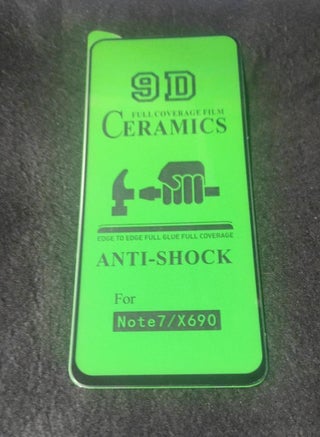 9D
FULL COVERAGE FILM
CERAMICS
EDGE TO EDGE FULL GLUE FULL COVERAGE
ANTI-SHOCK
For
Note7/X690